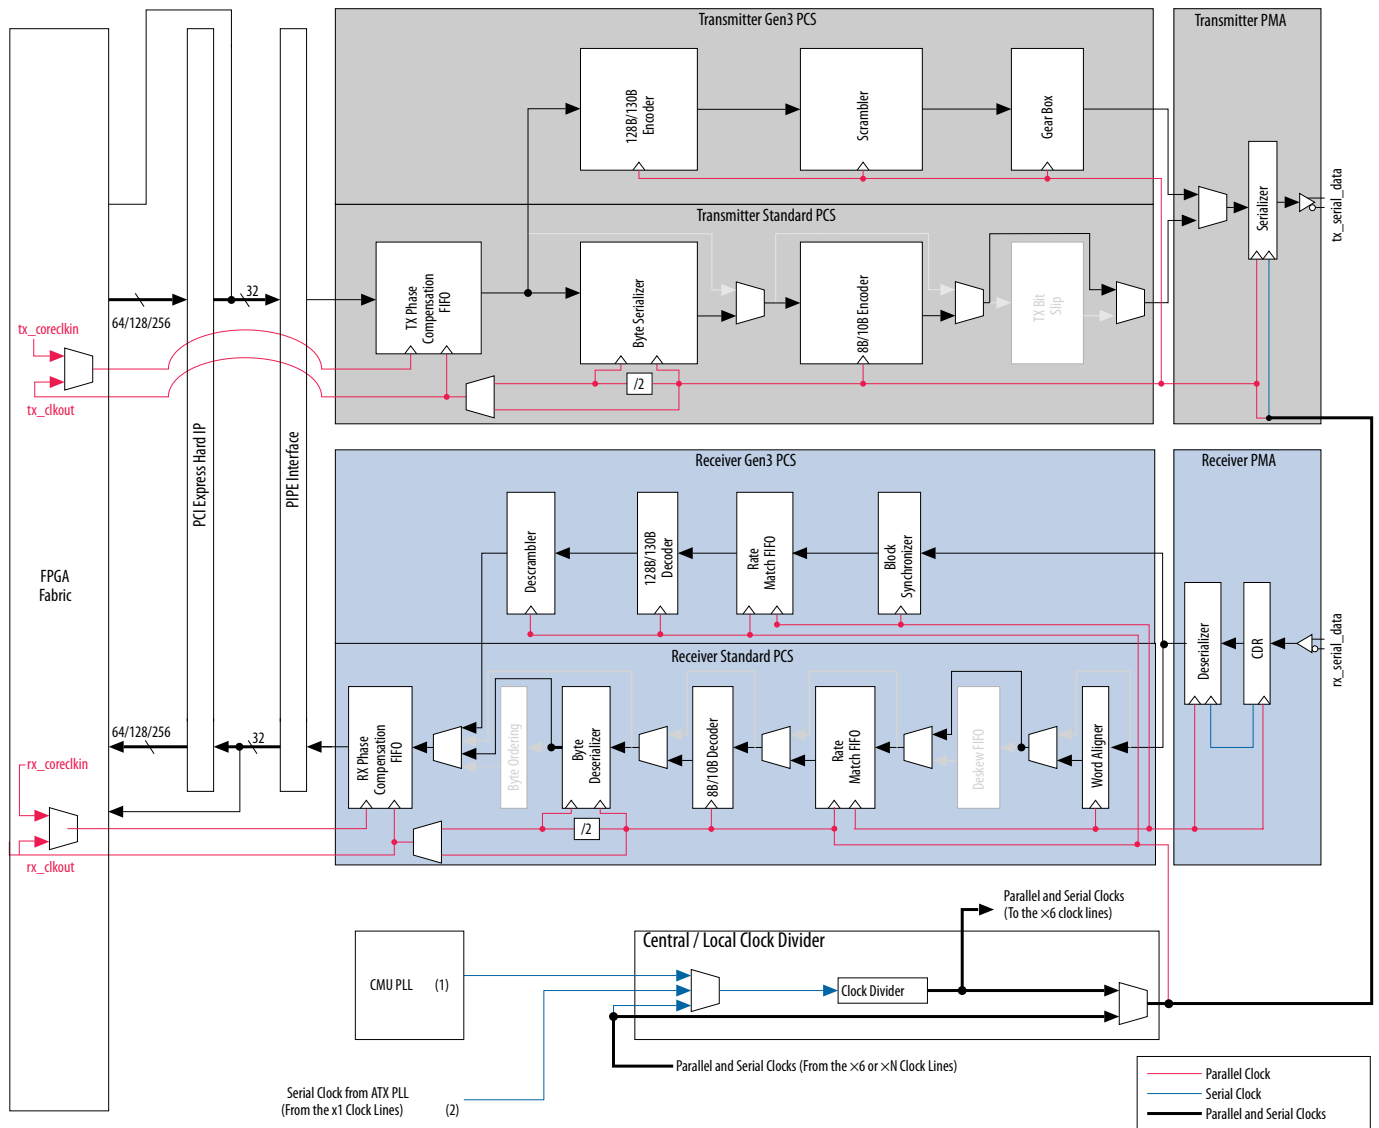 Transmitter Gen3 PCS
Transmitter PMA
128B/130B
Encoder
Scrambler
Gear Box
Serializer
tx_serial_data
Transmitter Standard PCS
TX Phase
Compensation
FIFO
Byte Serializer
8B/10B Encoder
TX Bit
Slip
/2
32
64/128/256
tx_coreclkin
tx_clkout
FPGA
Fabric
PCI Express Hard IP
PIPE Interface
Receiver Gen3 PCS
Receiver PMA
Descrambler
128B/130B
Decoder
Rate
Match FIFO
Block
Synchronizer
Deserializer
CDR
rx_serial_data
Receiver Standard PCS
RX Phase
Compensation
FIFO
Byte Ordering
Byte
Deserializer
8B/10B Decoder
Rate
Match FIFO
Deskew FIFO
Word Aligner
/2
64/128/256
32
rx_coreclkin
rx_clkout
Parallel and Serial Clocks
(To the ×6 clock lines)
Central / Local Clock Divider
CMU PLL (1)
Clock Divider
Parallel and Serial Clocks (From the ×6 or ×N Clock Lines)
Serial Clock from ATX PLL
(From the x1 Clock Lines) (2)
Parallel Clock
Serial Clock
Parallel and Serial Clocks